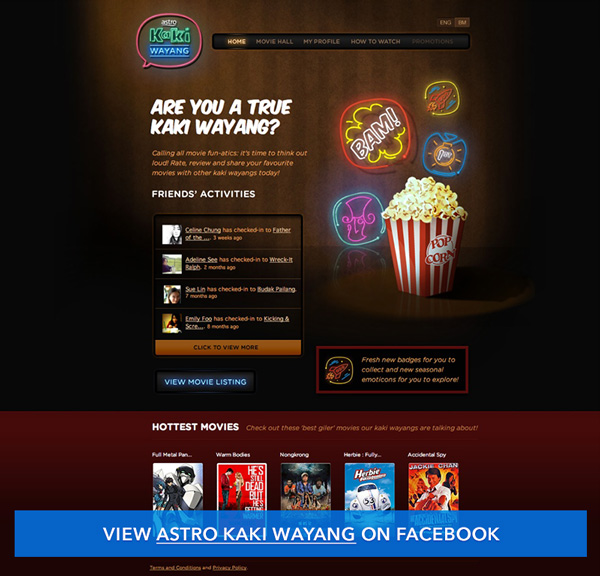 astro
Kaki
WAYANG
ENG BM
HOME MOVIE HALL MY PROFILE HOW TO WATCH PROMOTIONS
ARE YOU A TRUE
KAKI WAYANG?
Calling all movie fun-atics: it's time to think out
loud! Rate, review and share your favourite
movies with other kaki wayangs today!
FRIENDS' ACTIVITIES
Celine Chung has checked-in to Father
of the .... 3 weeks ago
Adeline See has checked-in to Wreck-It
Ralph. 2 months ago
Sue Lin has checked-in to Budak Pailang.
7 months ago
Emily Foo has checked-in to Kicking &
Scre.... 8 months ago
CLICK TO VIEW MORE
VIEW MOVIE LISTING
BAM!
POP
CORN
Fresh new badges for you to
collect and new seasonal
emoticons for you to explore!
HOTTEST MOVIES Check out these 'best giler' movies our kaki wayangs are talking about!
Full Metal Pan... Warm Bodies Nongkrong Herbie : Fully... Accidental Spy
HE'S
STILL
DEAD
BUT
HE'S
GETTING
WARMER
Herbie
JACKIE CHAN
VIEW ASTRO KAKI WAYANG ON FACEBOOK
Terms and Conditions and Privacy Policy.